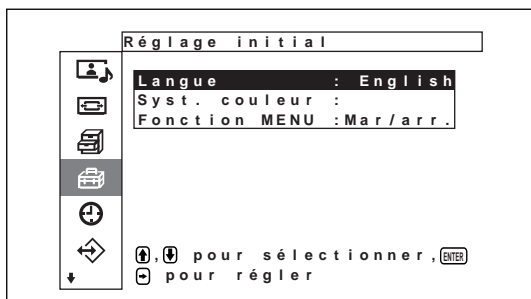 Réglage initial
Langue : English
Syst. couleur :
Fonction MENU :Mar/arr.
, pour sélectionner, ENTER
pour régler